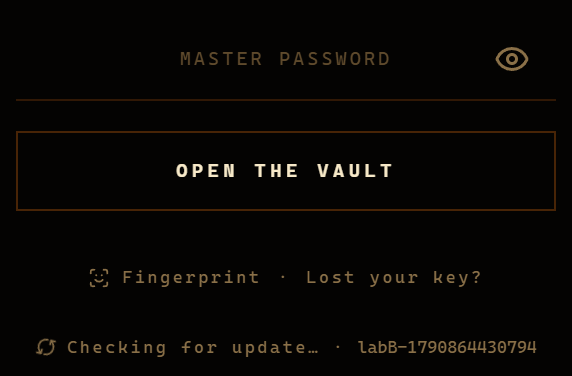 MASTER PASSWORD
OPEN THE VAULT
Fingerprint · Lost your key?
Checking for update… · labB-1790864430794